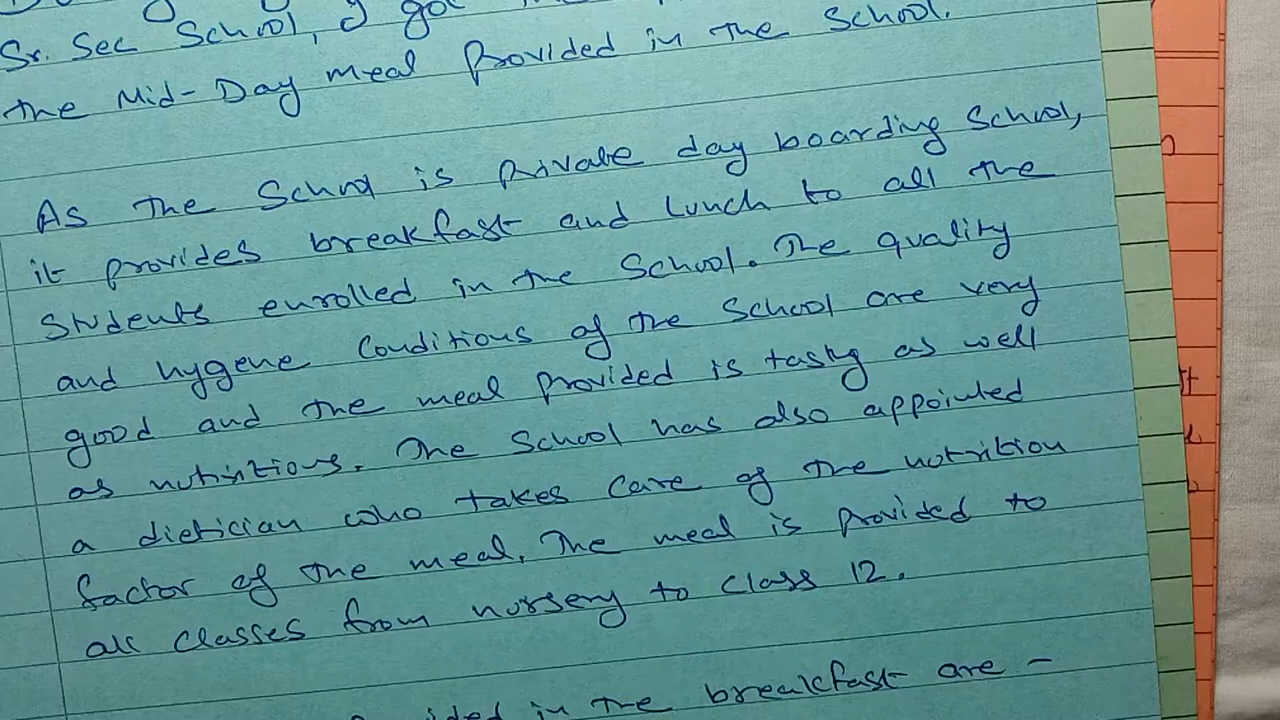 Sr. Sec School, I got
the Mid-Day meal Provided in the School.
As the School is Private day boarding School,
it provides breakfast and Lunch to all the
Students enrolled in the School. The quality
and hygene Conditions of the School are very
good and the meal provided is tasty as well
as nutritious. The School has also appointed
a dietician who takes care of the nutrition
factor of the meal. The meal is provided to
all classes from nursery to class 12.
in the breakfast are -